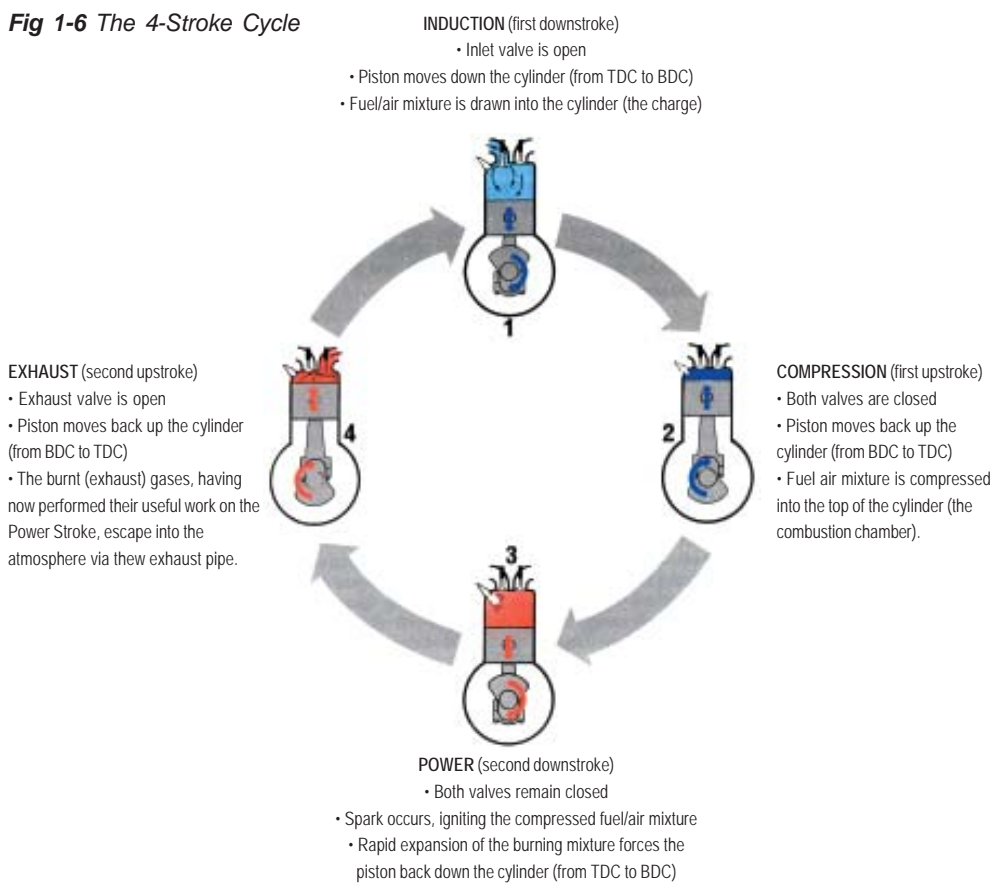 Fig 1-6 The 4-Stroke Cycle
INDUCTION (first downstroke)
• Inlet valve is open
• Piston moves down the cylinder (from TDC to BDC)
• Fuel/air mixture is drawn into the cylinder (the charge)
1
EXHAUST (second upstroke)
• Exhaust valve is open
• Piston moves back up the cylinder
(from BDC to TDC)
• The burnt (exhaust) gases, having
now performed their useful work on the
Power Stroke, escape into the
atmosphere via thew exhaust pipe.
4
2
COMPRESSION (first upstroke)
• Both valves are closed
• Piston moves back up the
cylinder (from BDC to TDC)
• Fuel air mixture is compressed
into the top of the cylinder (the
combustion chamber).
3
POWER (second downstroke)
• Both valves remain closed
• Spark occurs, igniting the compressed fuel/air mixture
• Rapid expansion of the burning mixture forces the
piston back down the cylinder (from TDC to BDC)